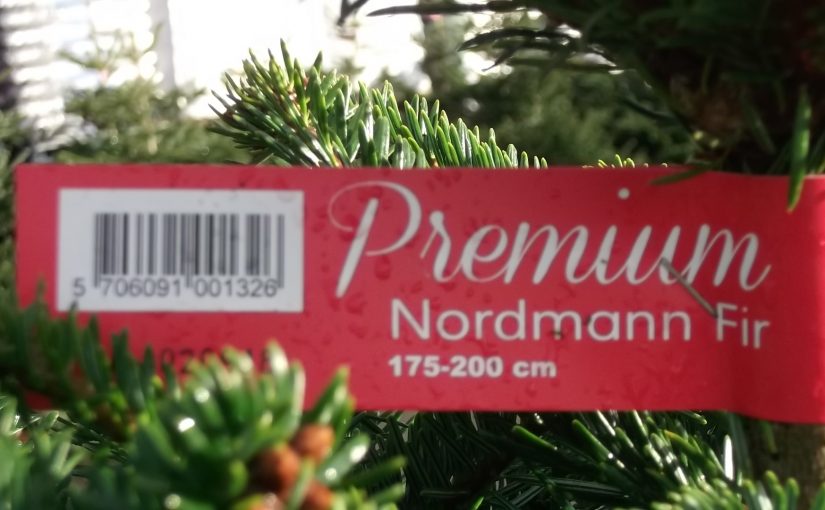 Premium
Nordmann Fir
175-200 cm
5 706091 001326